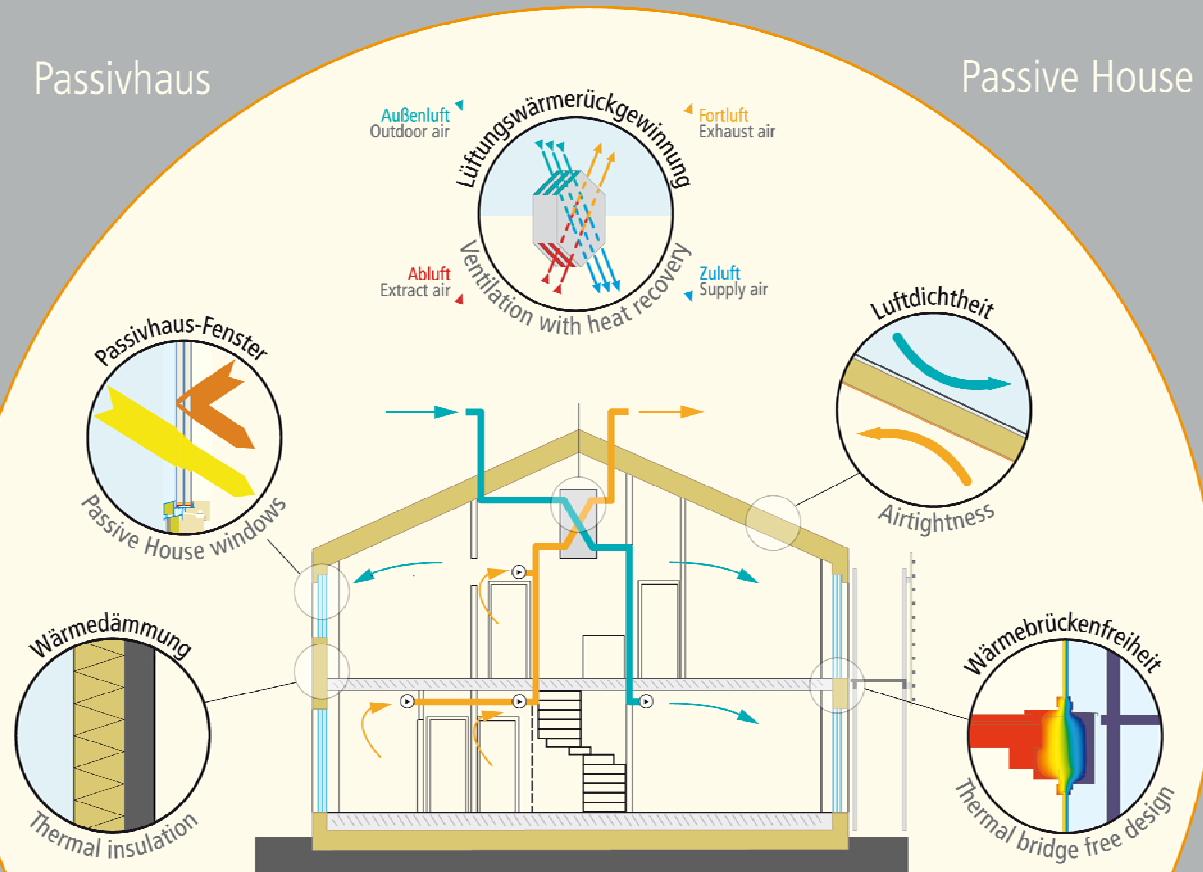 Passivhaus
Passive House
Lüftungswärmerückgewinnung
Außenluft
Outdoor air
Fortluft
Exhaust air
Abluft
Extract air
Zuluft
Supply air
Ventilation with heat recovery
Passivhaus-Fenster
Passive House windows
Luftdichtheit
Airtightness
Wärmedämmung
Thermal insulation
Wärmebrückenfreiheit
Thermal bridge free design